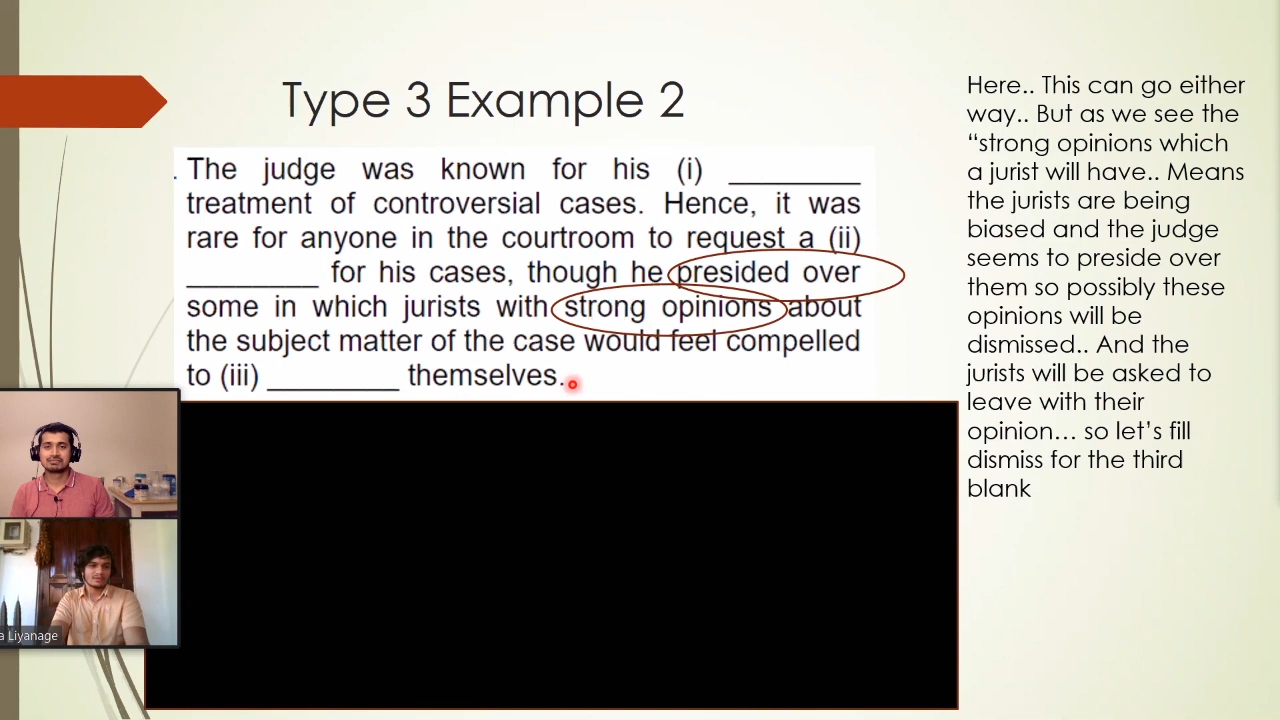 Type 3 Example 2
. The judge was known for his (i) ________
treatment of controversial cases. Hence, it was
rare for anyone in the courtroom to request a (ii)
________ for his cases, though he presided over
some in which jurists with strong opinions about
the subject matter of the case would feel compelled
to (iii) ________ themselves.
Here.. This can go either
way.. But as we see the
“strong opinions which
a jurist will have.. Means
the jurists are being
biased and the judge
seems to preside over
them so possibly these
opinions will be
dismissed.. And the
jurists will be asked to
leave with their
opinion… so let’s fill
dismiss for the third
blank
a Liyanage